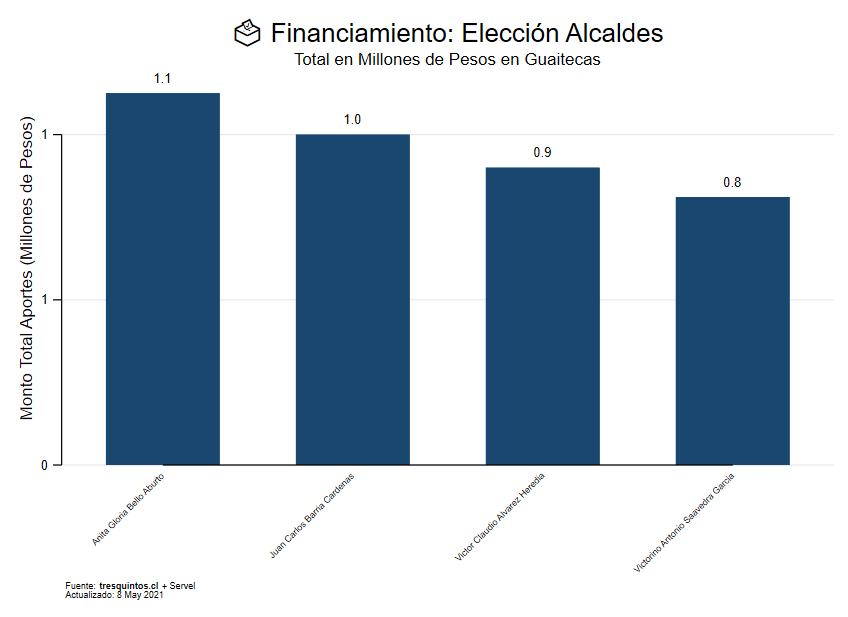 Financiamiento: Elección Alcaldes
Total en Millones de Pesos en Guaitecas
Monto Total Aportes (Millones de Pesos)
1
1
0
1.1
1.0
0.9
0.8
Anita Gloria Bello Aburto
Juan Carlos Barria Cardenas
Victor Claudio Alvarez Heredia
Victorino Antonio Saavedra Garcia
Fuente: tresquintos.cl + Servel
Actualizado: 8 May 2021